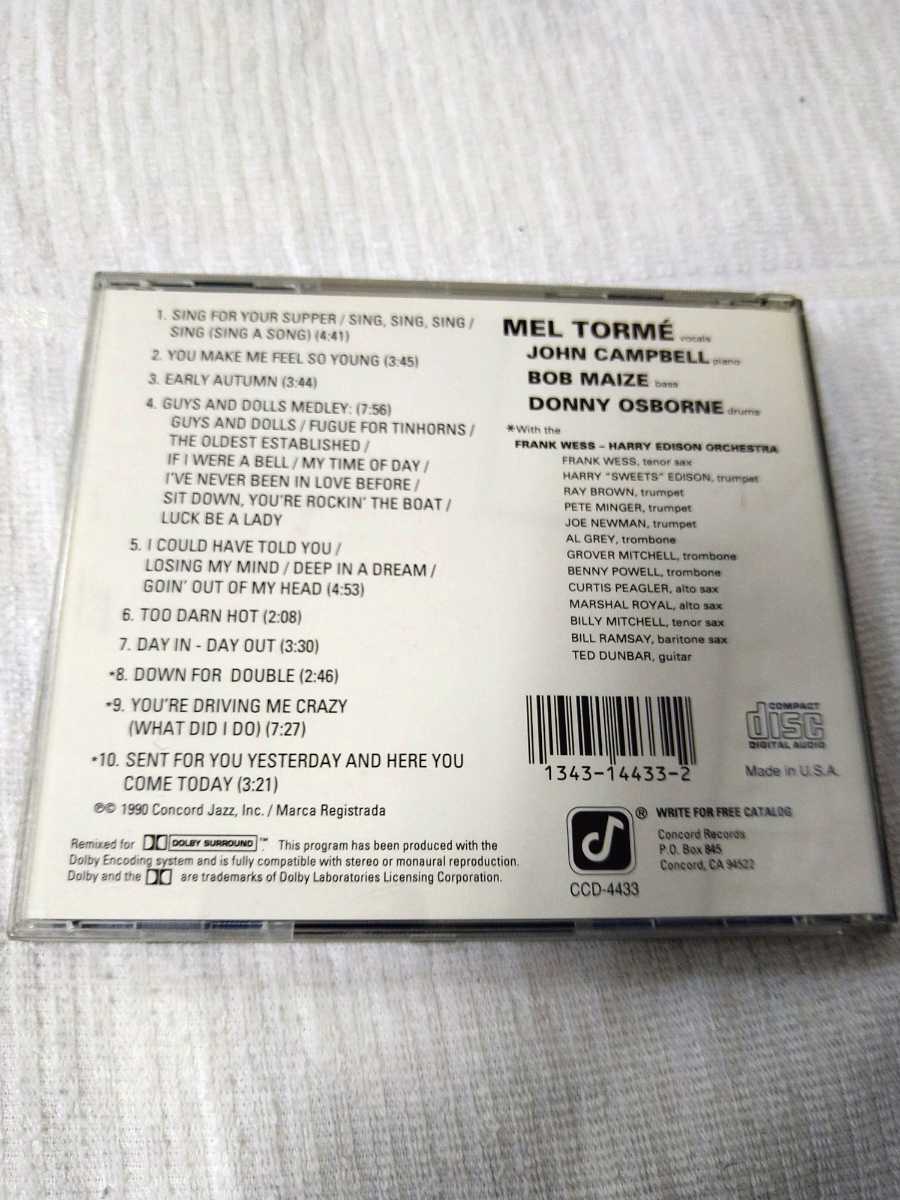 1. SING FOR YOUR SUPPER / SING, SING, SING /
SING (SING A SONG) (4:41)
2. YOU MAKE ME FEEL SO YOUNG (3:45)
3. EARLY AUTUMN (3:44)
4. GUYS AND DOLLS MEDLEY: (7:56)
GUYS AND DOLLS / FUGUE FOR TINHORNS /
THE OLDEST ESTABLISHED /
IF I WERE A BELL / MY TIME OF DAY /
I'VE NEVER BEEN IN LOVE BEFORE /
SIT DOWN, YOU'RE ROCKIN' THE BOAT /
LUCK BE A LADY
5. I COULD HAVE TOLD YOU /
LOSING MY MIND / DEEP IN A DREAM /
GOIN' OUT OF MY HEAD (4:53)
6. TOO DARN HOT (2:08)
7. DAY IN - DAY OUT (3:30)
*8. DOWN FOR DOUBLE (2:46)
*9. YOU'RE DRIVING ME CRAZY
(WHAT DID I DO) (7:27)
*10. SENT FOR YOU YESTERDAY AND HERE YOU
COME TODAY (3:21)
℗© 1990 Concord Jazz, Inc. / Marca Registrada
Remixed for DOLBY SURROUND ™. This program has been produced with the
Dolby Encoding system and is fully compatible with stereo or monaural reproduction.
Dolby and the are trademarks of Dolby Laboratories Licensing Corporation.
MEL TORMÉ vocals
JOHN CAMPBELL piano
BOB MAIZE bass
DONNY OSBORNE drums
*With the
FRANK WESS - HARRY EDISON ORCHESTRA
FRANK WESS, tenor sax
HARRY "SWEETS" EDISON, trumpet
RAY BROWN, trumpet
PETE MINGER, trumpet
JOE NEWMAN, trumpet
AL GREY, trombone
GROVER MITCHELL, trombone
BENNY POWELL, trombone
CURTIS PEAGLER, alto sax
MARSHAL ROYAL, alto sax
BILLY MITCHELL, tenor sax
BILL RAMSAY, baritone sax
TED DUNBAR, guitar
1343-14433-2
COMPACT
disc
DIGITAL AUDIO
Made in U.S.A.
® WRITE FOR FREE CATALOG
Concord Records
P.O. Box 845
Concord, CA 94522
CCD-4433